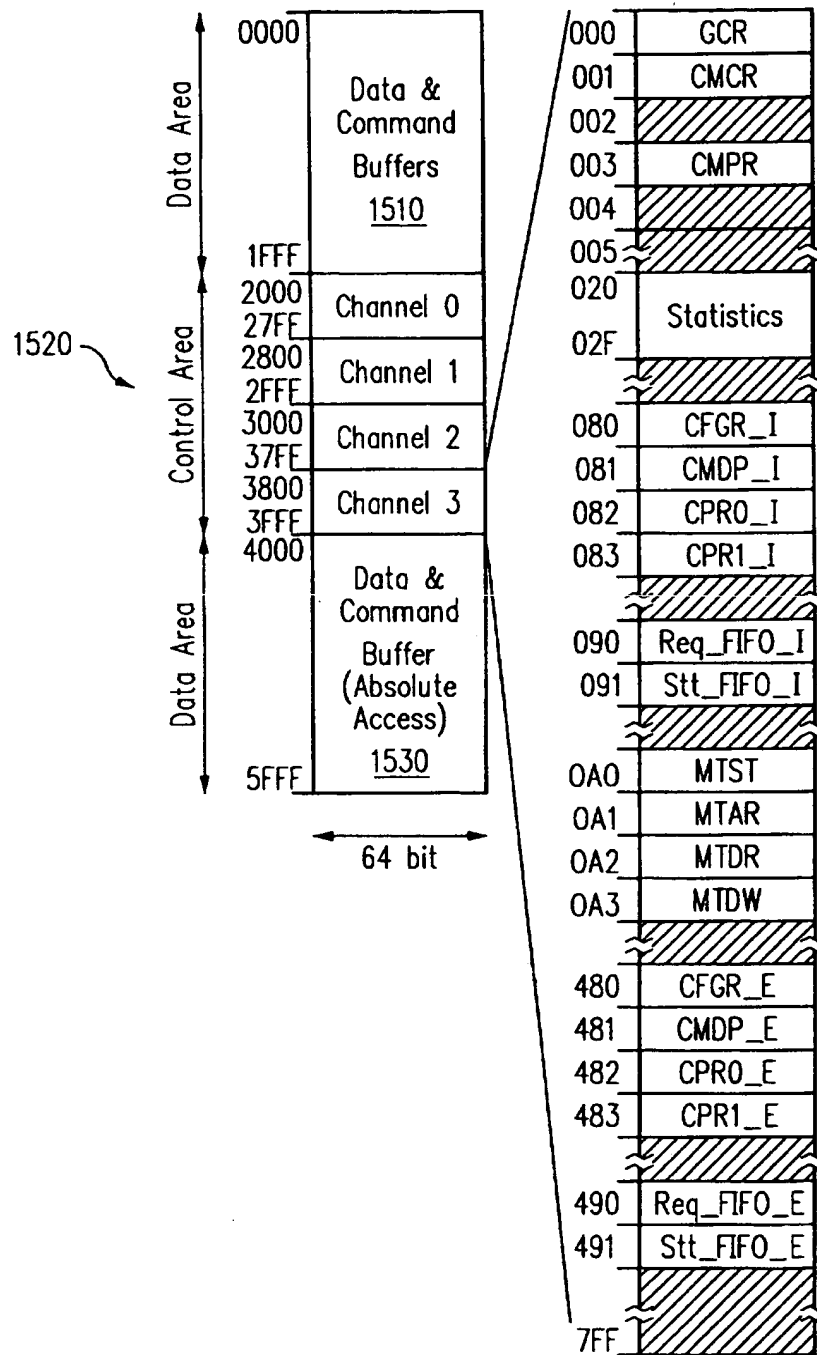 Data Area
Control Area
Data Area
1520
0000
Data &
Command
Buffers
1510
1FFF
2000
27FF
Channel 0
2800
2FFF
Channel 1
3000
37FF
Channel 2
3800
3FFF
Channel 3
4000
Data &
Command
Buffer
(Absolute
Access)
1530
5FFF
64 bit
000 GCR
001 CMCR
002
003 CMPR
004
005
020
Statistics
02F
080 CFGR_I
081 CMDP_I
082 CPR0_I
083 CPR1_I
090 Req_FIFO_I
091 Stt_FIFO_I
0A0 MTST
0A1 MTAR
0A2 MTDR
0A3 MTDW
480 CFGR_E
481 CMDP_E
482 CPR0_E
483 CPR1_E
490 Req_FIFO_E
491 Stt_FIFO_E
7FF